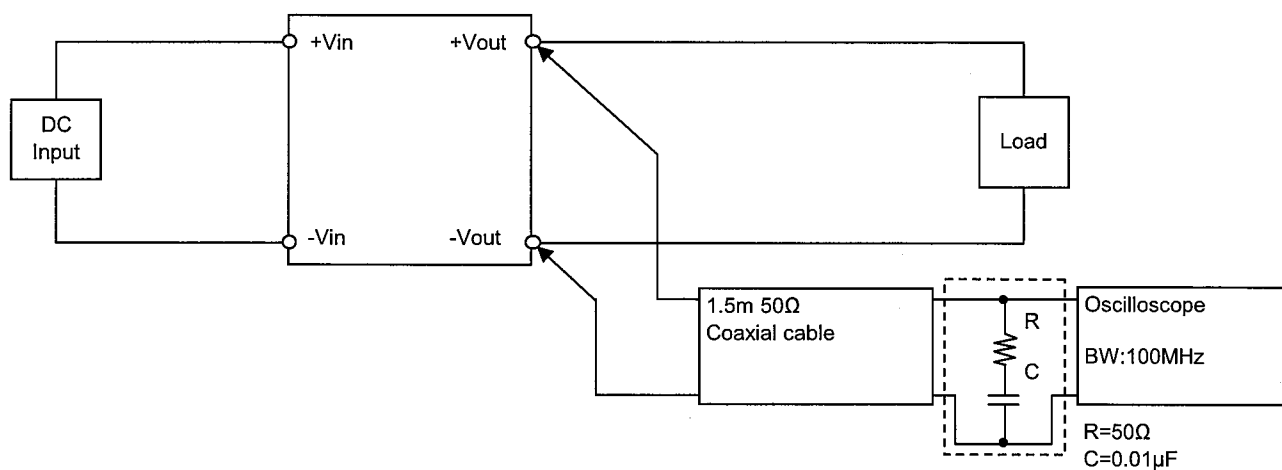 +Vin
+Vout
DC
Input
Load
-Vin
-Vout
1.5m 50Ω
Coaxial cable
R
C
Oscilloscope
BW:100MHz
R=50Ω
C=0.01μF